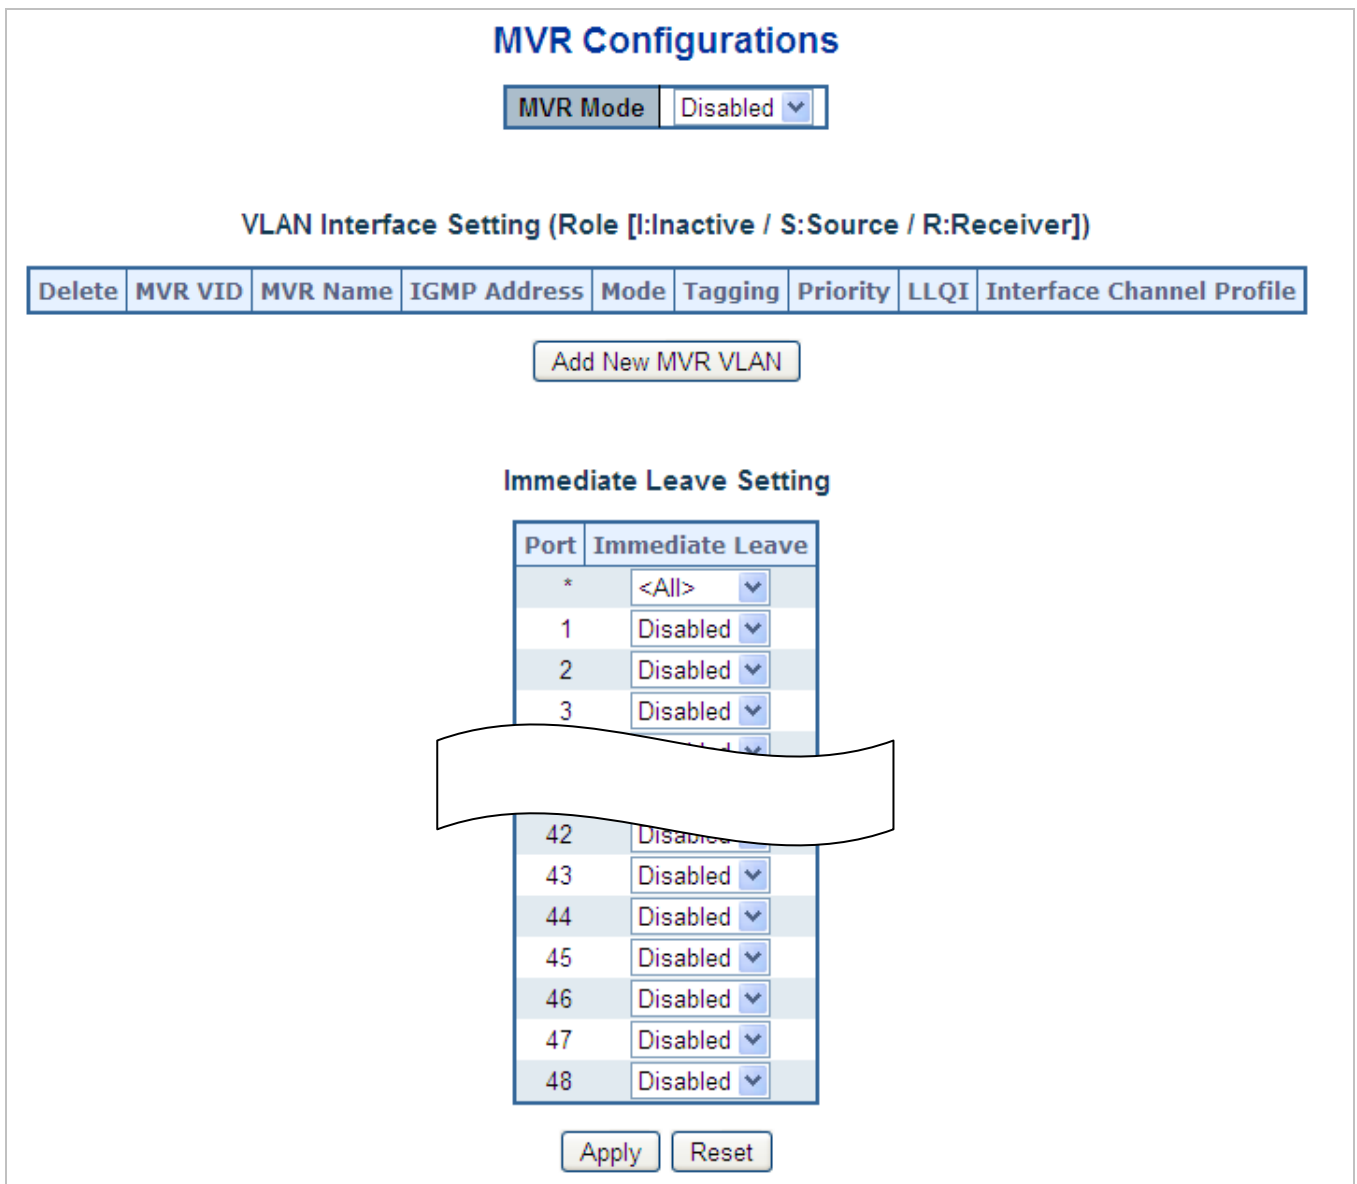 MVR Configurations
MVR Mode Disabled
VLAN Interface Setting (Role [I:Inactive / S:Source / R:Receiver])
Delete MVR VID MVR Name IGMP Address Mode Tagging Priority LLQI Interface Channel Profile
Add New MVR VLAN
Immediate Leave Setting
Port Immediate Leave
* <All>
1 Disabled
2 Disabled
3 Disabled
42 Disabled
43 Disabled
44 Disabled
45 Disabled
46 Disabled
47 Disabled
48 Disabled
Apply Reset